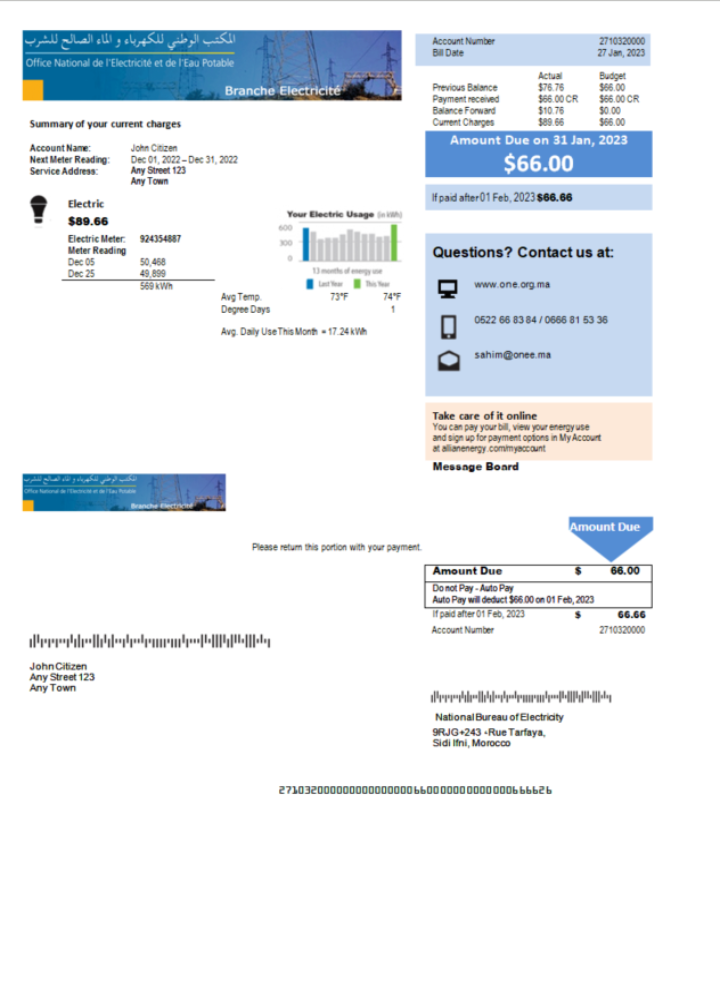 المكتب الوطني للكهرباء و الماء الصالح للشرب
Office National de l'Electricité et de l'Eau Potable
Branche Electricité
Account Number 2710320000
Bill Date 27 Jan, 2023
Actual Budget
Previous Balance $76.76 $66.00
Payment received $66.00 CR $66.00 CR
Balance Forward $10.76 $0.00
Current Charges $89.66 $66.00
Amount Due on 31 Jan, 2023
$66.00
If paid after 01 Feb, 2023 $66.66
Summary of your current charges
Account Name: John Citizen
Next Meter Reading: Dec 01, 2022 – Dec 31, 2022
Service Address: Any Street 123
Any Town
Electric
$89.66
Electric Meter: 924354887
Meter Reading
Dec 05 50,468
Dec 25 49,899
569 kWh
Your Electric Usage (in kWh)
600
300
0
13 months of energy use
Last Year This Year
Avg Temp. 73°F 74°F
Degree Days 1
Avg. Daily Use This Month = 17.24 kWh
Questions? Contact us at:
www.one.org.ma
0522 66 83 84 / 0666 81 53 36
sahim@onee.ma
Take care of it online
You can pay your bill, view your energy use
and sign up for payment options in My Account
at allianenergy.com/myaccount
Message Board
المكتب الوطني للكهرباء و الماء الصالح للشرب
Office National de l'Electricité et de l'Eau Potable
Branche Electricité
Please return this portion with your payment.
Amount Due
Amount Due $ 66.00
Do not Pay - Auto Pay
Auto Pay will deduct $66.00 on 01 Feb, 2023
If paid after 01 Feb, 2023 $ 66.66
Account Number 2710320000
John Citizen
Any Street 123
Any Town
National Bureau of Electricity
9RJG+243 -Rue Tarfaya,
Sidi Ifni, Morocco